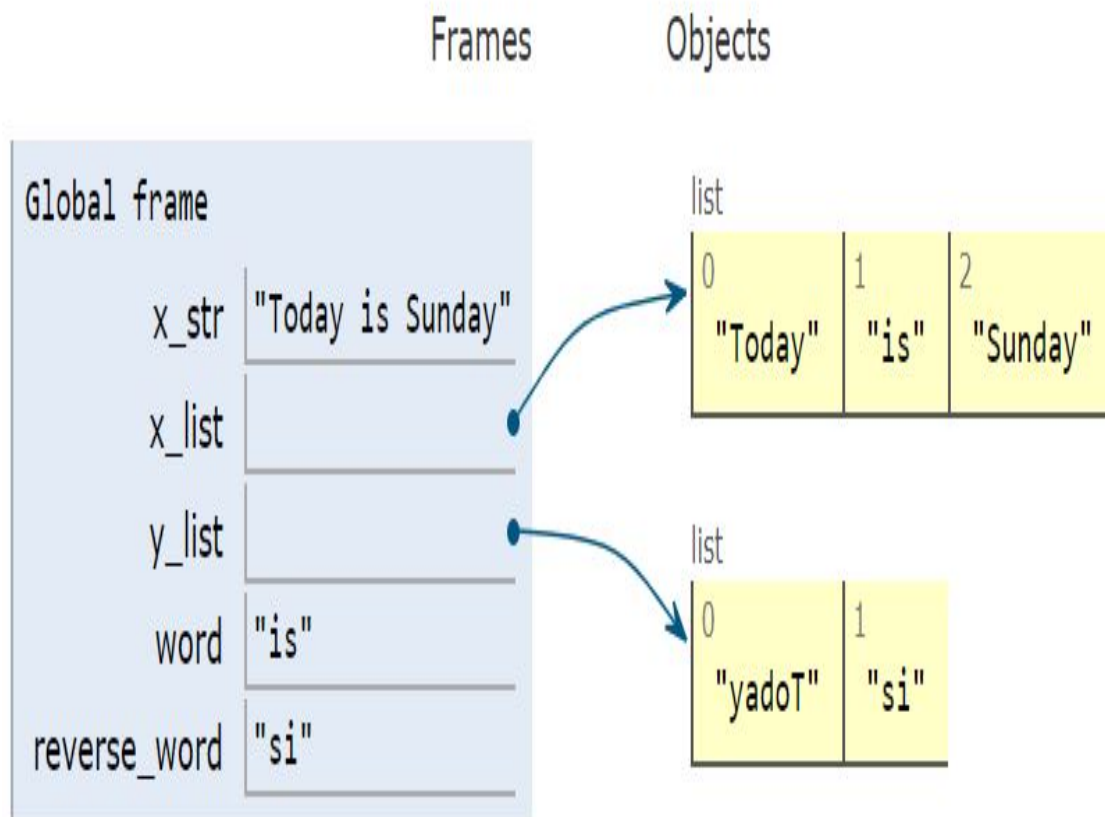 Frames Objects
Global frame
x_str "Today is Sunday"
x_list
y_list
word "is"
reverse_word "si"
list
0 1 2
"Today" "is" "Sunday"
list
0 1
"yadoT" "si"